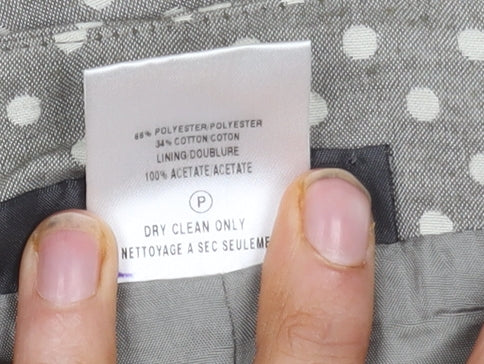 66% POLYESTER/POLYESTER
34% COTTON/COTON
LINING/DOUBLURE
100% ACETATE/ACETATE
P
DRY CLEAN ONLY
NETTOYAGE A SEC SEULEME